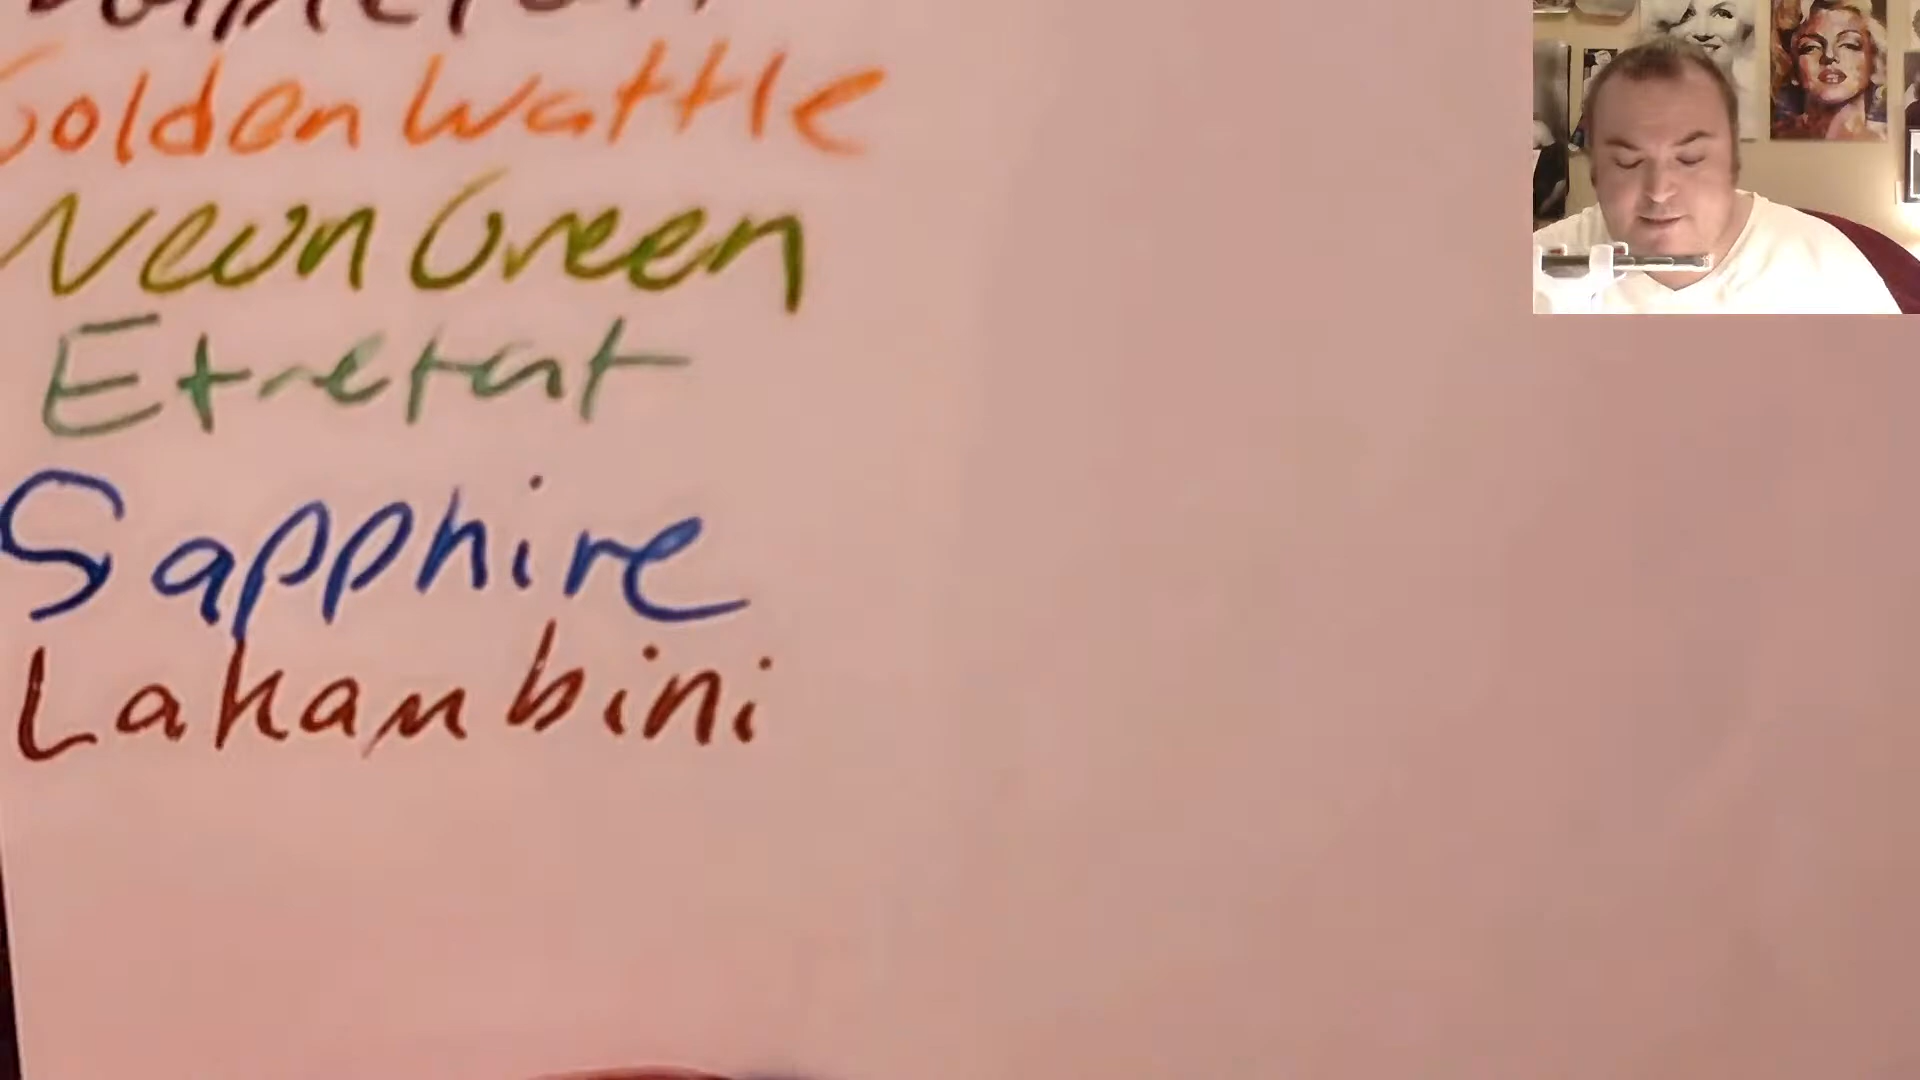 Golden Wattle
Neon Green
Etretat
Sapphire
Lakambini